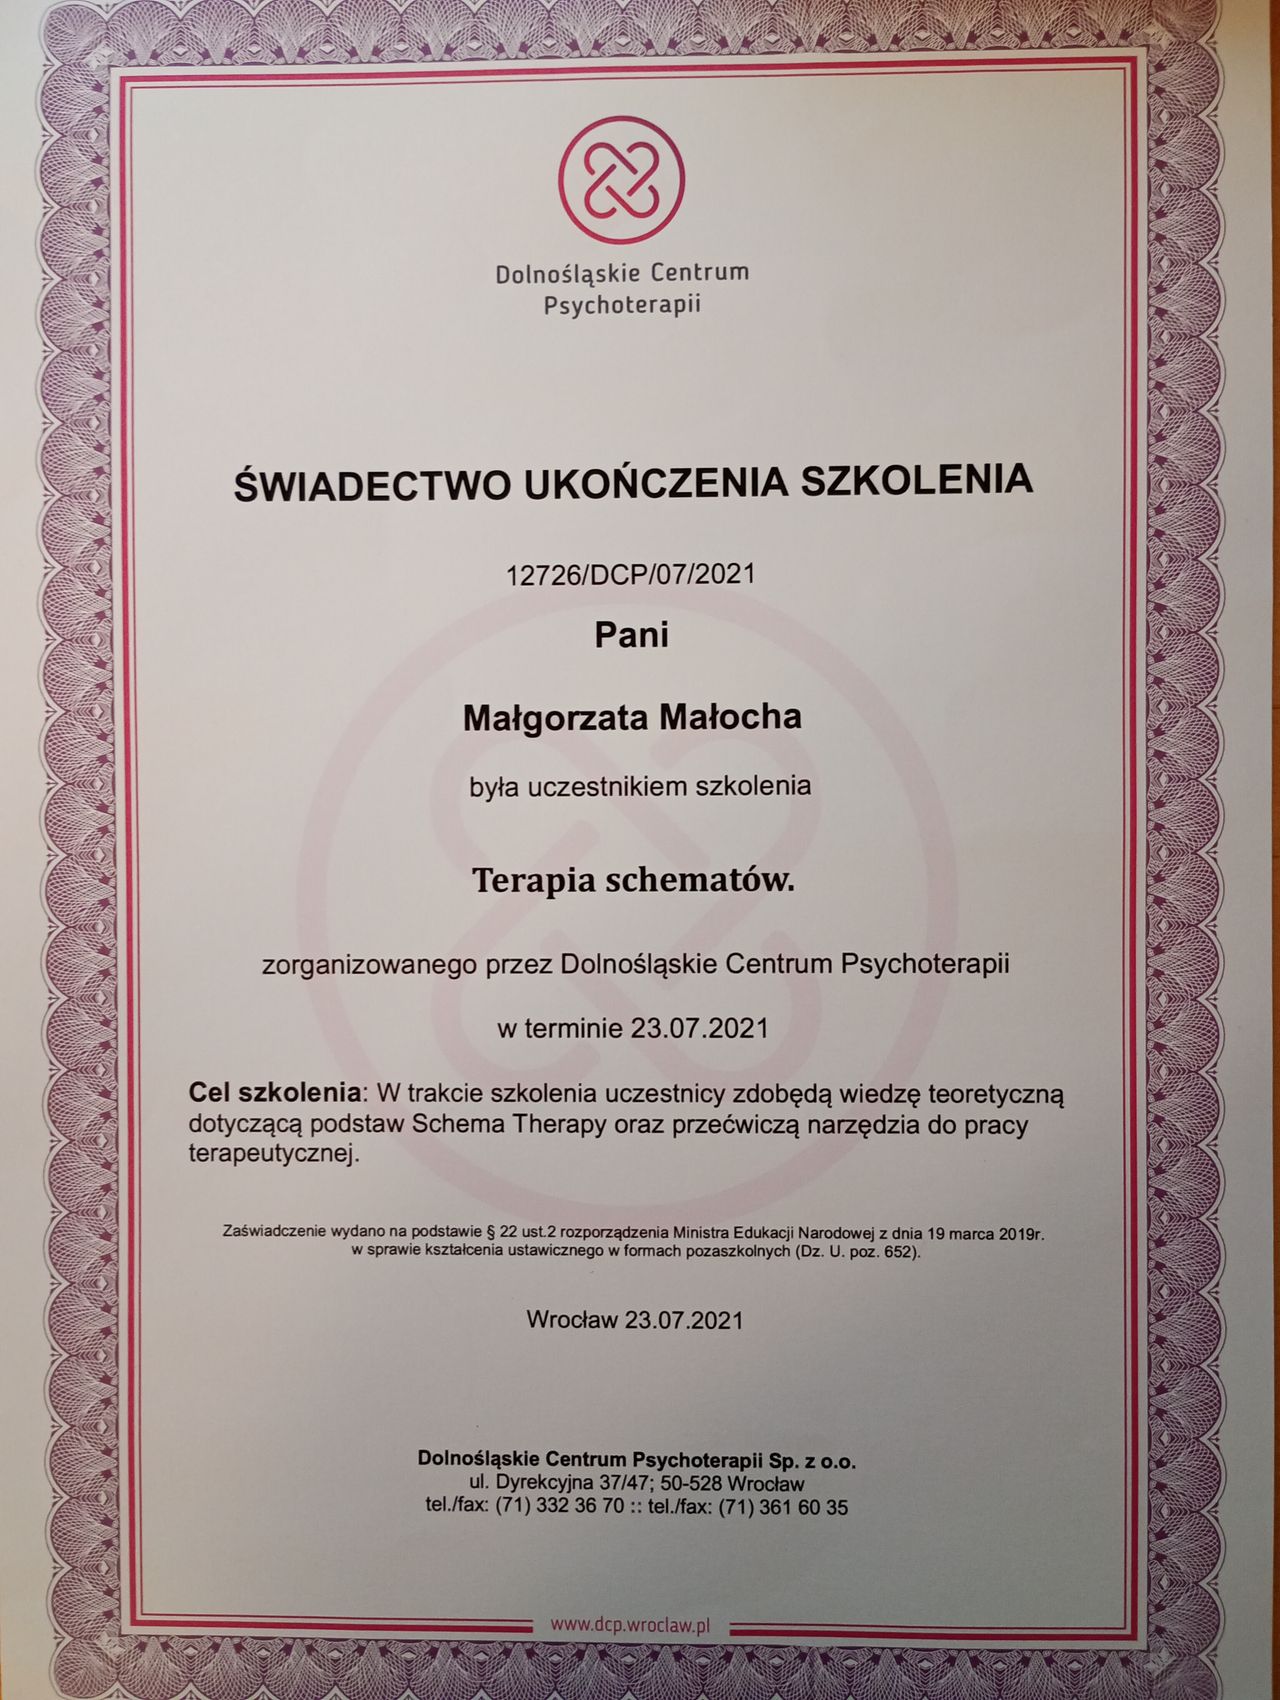 Dolnośląskie Centrum
Psychoterapii
ŚWIADECTWO UKOŃCZENIA SZKOLENIA
12726/DCP/07/2021
Pani
Małgorzata Małocha
była uczestnikiem szkolenia
Terapia schematów.
zorganizowanego przez Dolnośląskie Centrum Psychoterapii
w terminie 23.07.2021
Cel szkolenia: W trakcie szkolenia uczestnicy zdobędą wiedzę teoretyczną
dotyczącą podstaw Schema Therapy oraz przećwiczą narzędzia do pracy
terapeutycznej.
Zaświadczenie wydano na podstawie § 22 ust.2 rozporządzenia Ministra Edukacji Narodowej z dnia 19 marca 2019r.
w sprawie kształcenia ustawicznego w formach pozaszkolnych (Dz. U. poz. 652).
Wrocław 23.07.2021
Dolnośląskie Centrum Psychoterapii Sp. z o.o.
ul. Dyrekcyjna 37/47; 50-528 Wrocław
tel./fax: (71) 332 36 70 :: tel./fax: (71) 361 60 35
www.dcp.wroclaw.pl